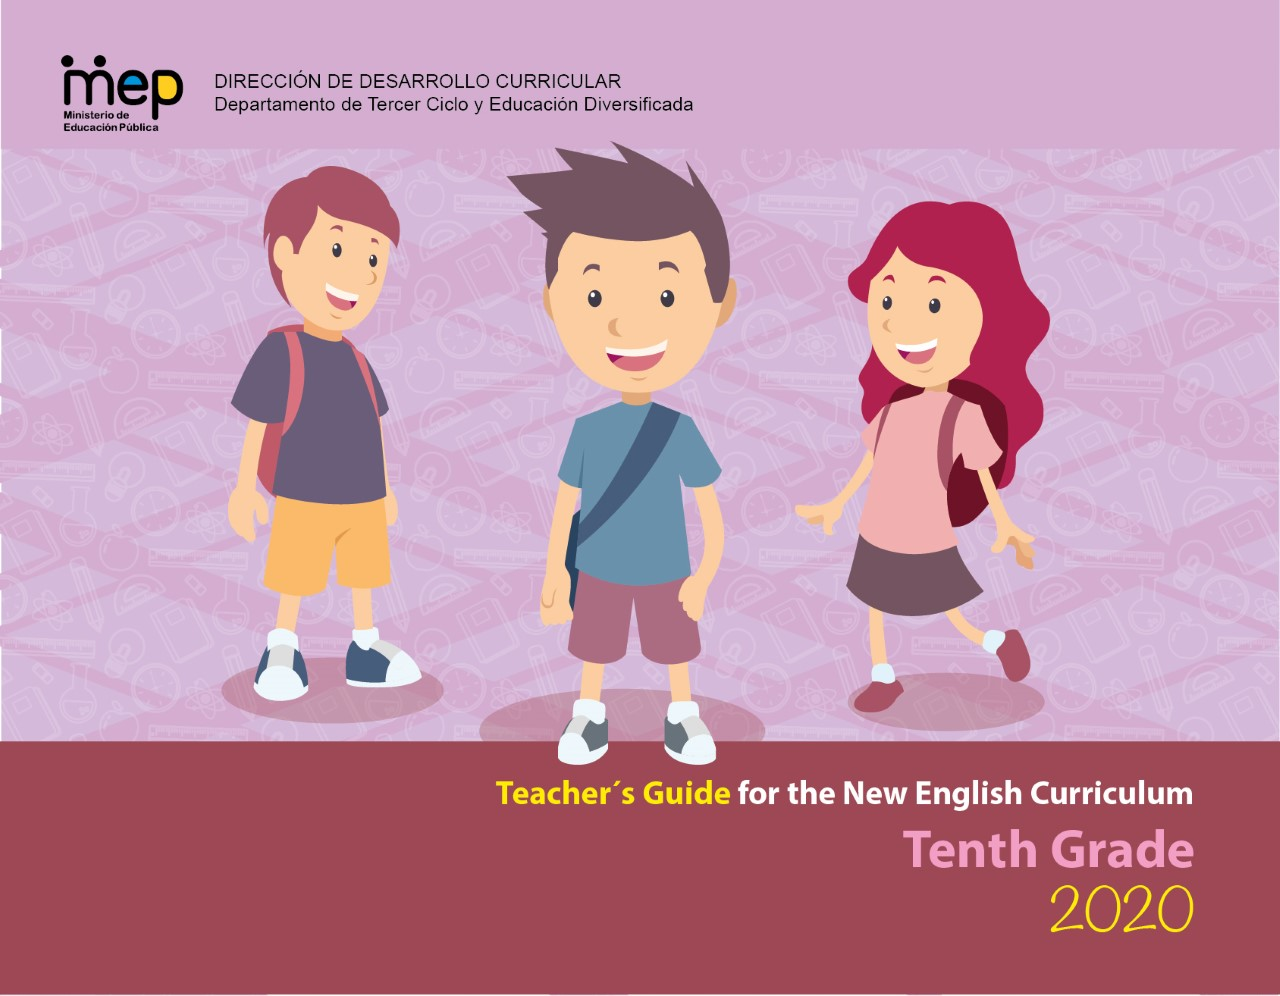 mep
Ministerio de
Educación Pública
DIRECCIÓN DE DESARROLLO CURRICULAR
Departamento de Tercer Ciclo y Educación Diversificada
Teacher´s Guide for the New English Curriculum
Tenth Grade
2020